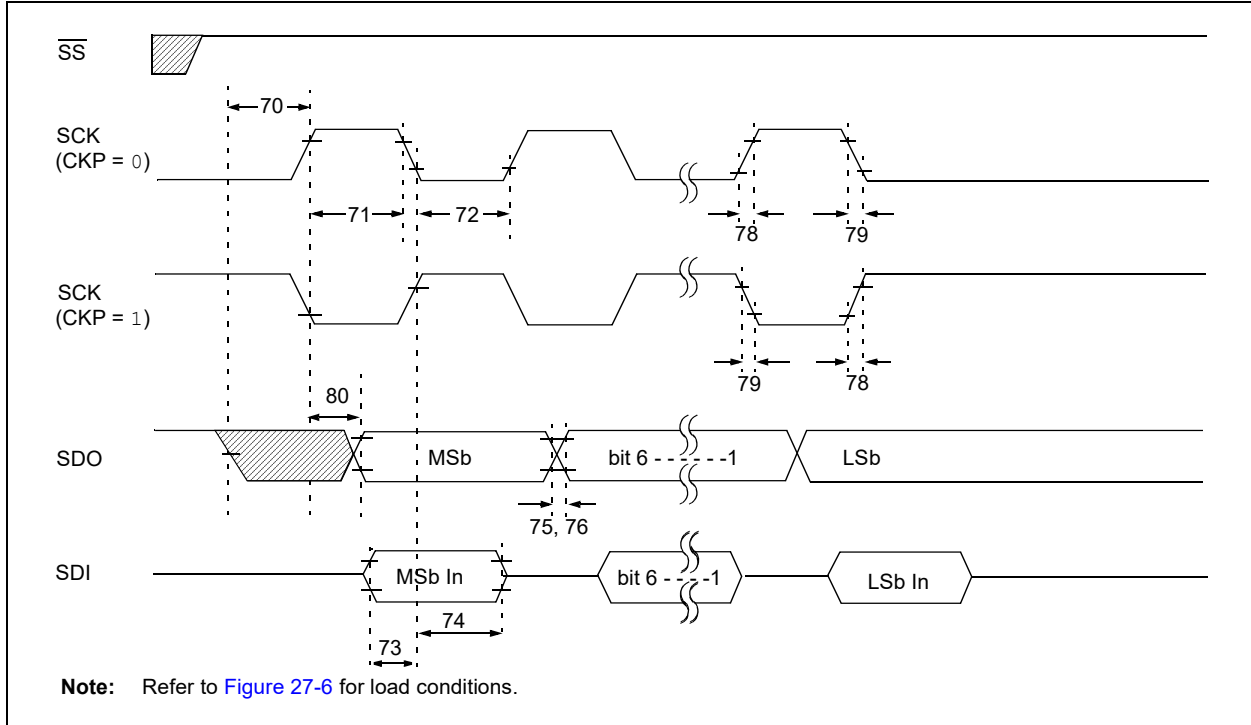 SS
70
SCK
(CKP = 0)
71
72
78
79
SCK
(CKP = 1)
79
78
80
SDO
MSb
bit 6 - - - - - -1
LSb
75, 76
SDI
MSb In
bit 6 - - - - -1
LSb In
74
73
Note: Refer to Figure 27-6 for load conditions.